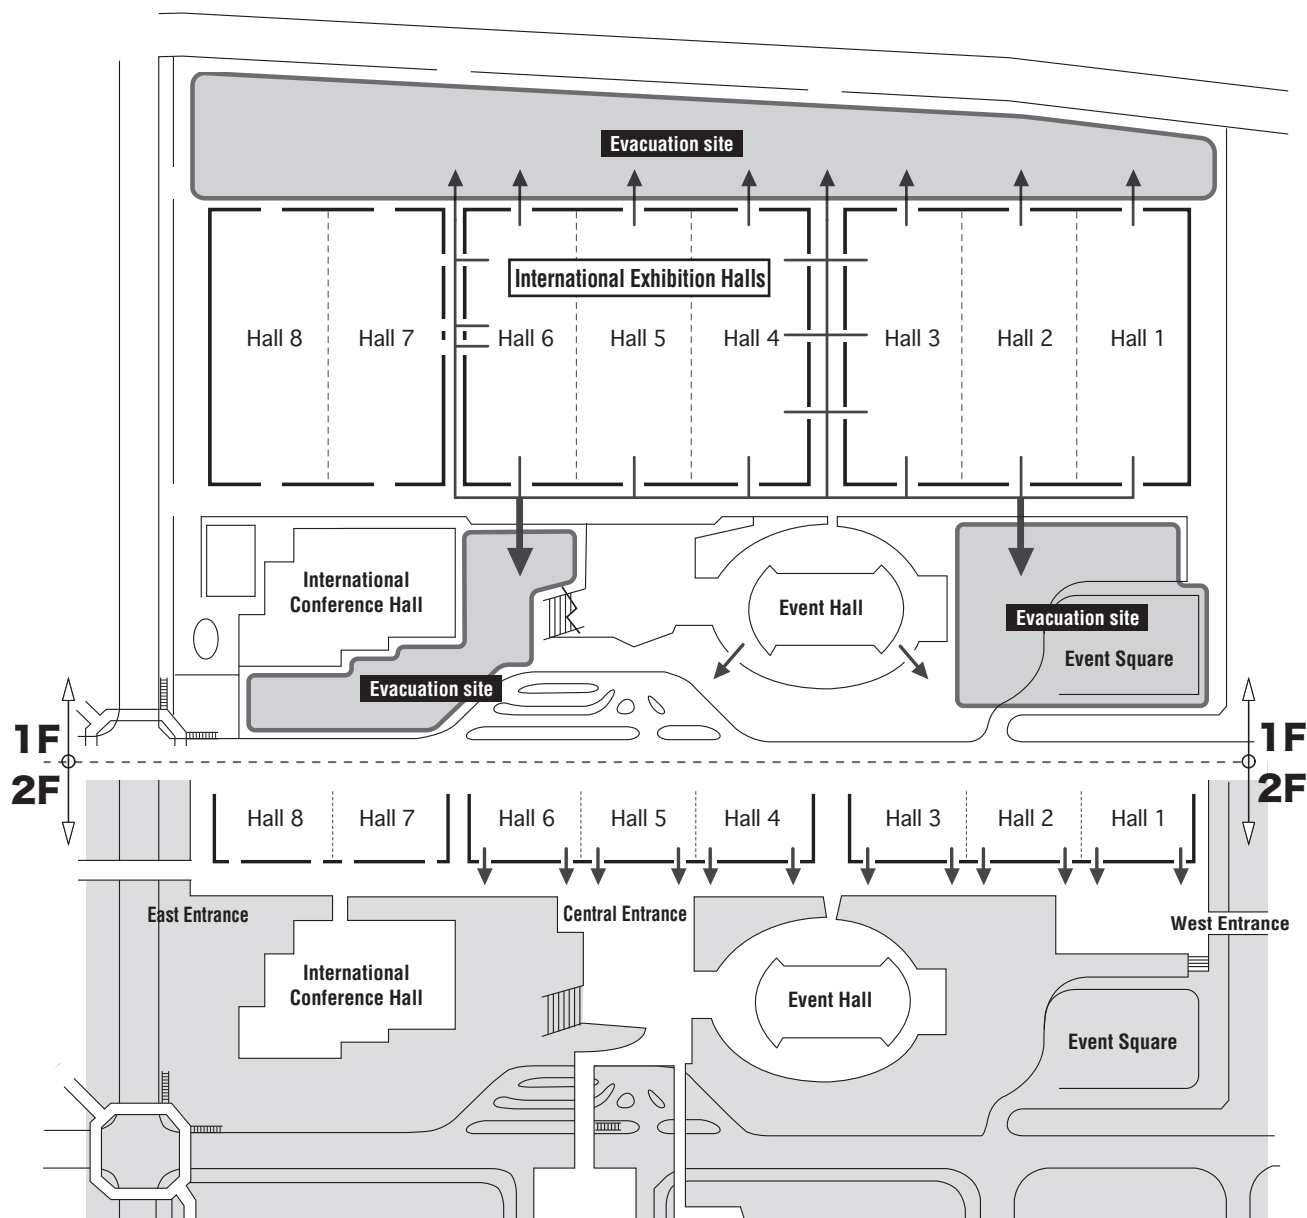 Evacuation site
International Exhibition Halls
Hall 8
Hall 7
Hall 6
Hall 5
Hall 4
Hall 3
Hall 2
Hall 1
International
Conference Hall
Event Hall
Evacuation site
Event Square
Evacuation site
1F
1F
2F
2F
Hall 8
Hall 7
Hall 6
Hall 5
Hall 4
Hall 3
Hall 2
Hall 1
East Entrance
Central Entrance
West Entrance
International
Conference Hall
Event Hall
Event Square